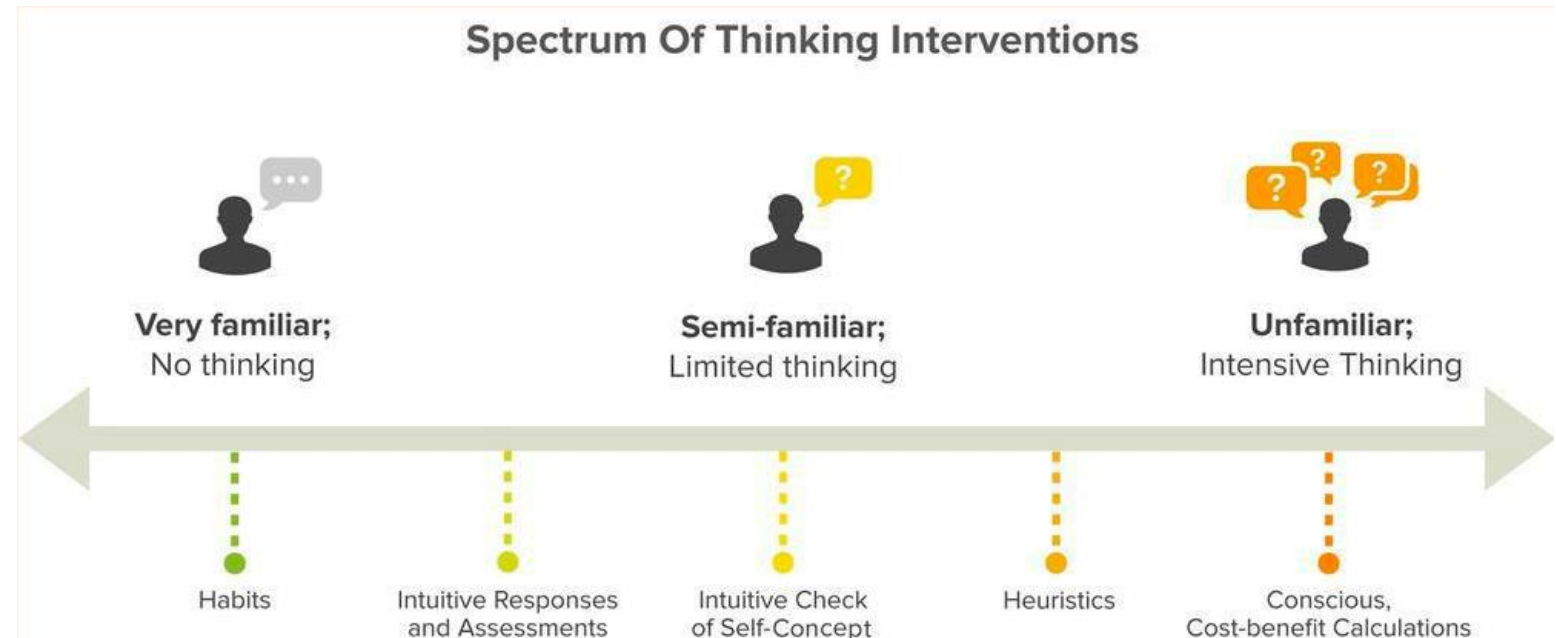 Spectrum Of Thinking Interventions
...
?
?
?
?
Very familiar;
No thinking
Semi-familiar;
Limited thinking
Unfamiliar;
Intensive Thinking
Habits
Intuitive Responses
and Assessments
Intuitive Check
of Self-Concept
Heuristics
Conscious,
Cost-benefit Calculations